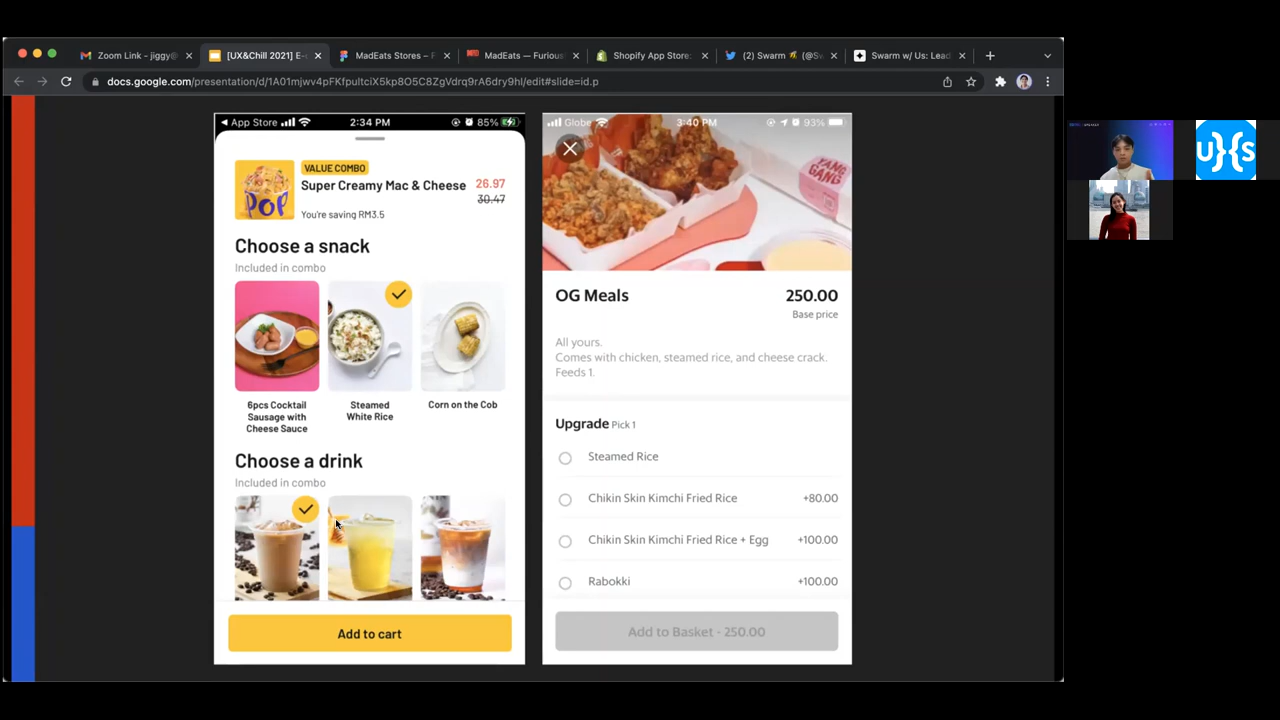 Zoom Link - jiggy@
[UX&Chill 2021] E-
MadEats Stores – F
MadEats — Furious
Shopify App Store:
(2) Swarm 🐝 (@Sw
Swarm w/ Us: Lead
docs.google.com/presentation/d/1A01mjwv4pFKfpultciX5kp8O5C8ZgVdrq9rA6dry9hI/edit#slide=id.p
App Store
2:34 PM
85%
VALUE COMBO
Super Creamy Mac & Cheese
26.97
30.47
You're saving RM3.5
POP
Choose a snack
Included in combo
6pcs Cocktail
Sausage with
Cheese Sauce
Steamed
White Rice
Corn on the Cob
Choose a drink
Included in combo
Add to cart
Globe
3:40 PM
93%
YANG
GANG
OG Meals
250.00
Base price
All yours.
Comes with chicken, steamed rice, and cheese crack.
Feeds 1.
Upgrade Pick 1
Steamed Rice
Chikin Skin Kimchi Fried Rice
+80.00
Chikin Skin Kimchi Fried Rice + Egg
+100.00
Rabokki
+100.00
Add to Basket - 250.00
U}{S